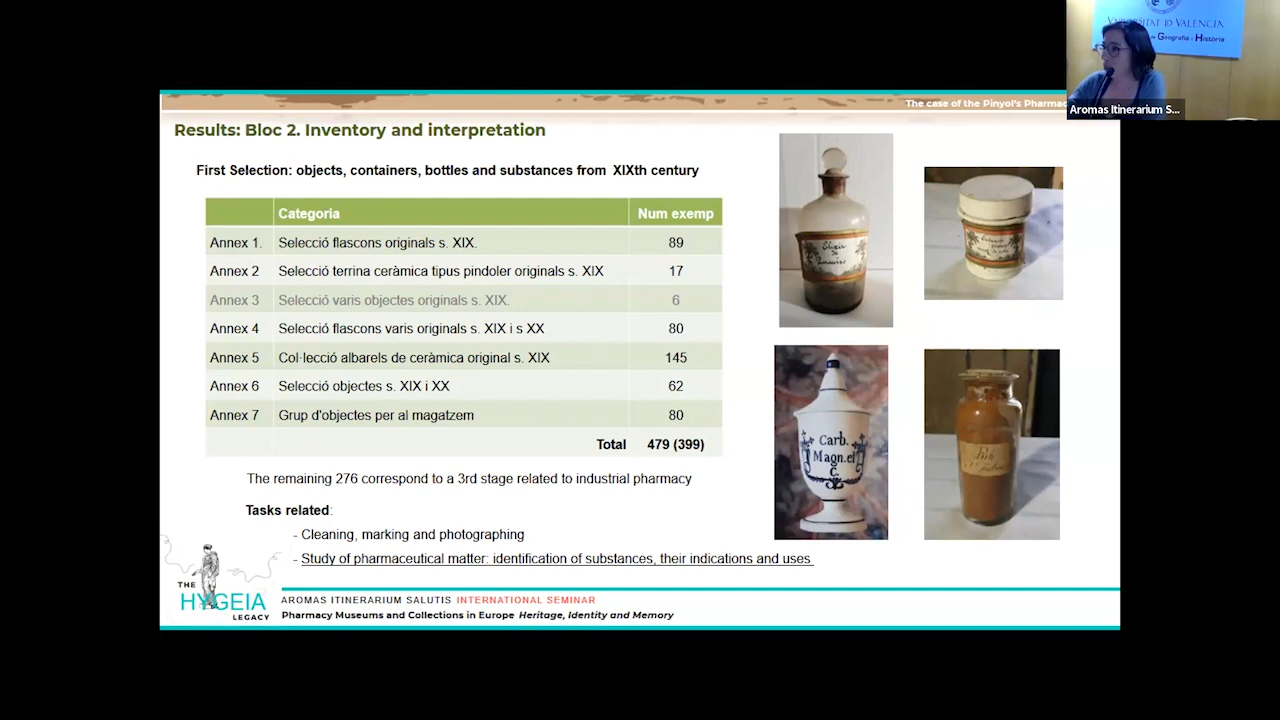 VNIVERSITAT ID VALÈNCIA
de Geografia i Història
Aromas Itinerarium S...
The case of the Pinyol's Pharmac
Results: Bloc 2. Inventory and interpretation
First Selection: objects, containers, bottles and substances from XIXth century
Categoria Num exemp
Annex 1. Selecció flascons originals s. XIX. 89
Annex 2 Selecció terrina ceràmica tipus pindoler originals s. XIX 17
Annex 3 Selecció varis objectes originals s. XIX. 6
Annex 4 Selecció flascons varis originals s. XIX i s XX 80
Annex 5 Col·lecció albarels de ceràmica original s. XIX 145
Annex 6 Selecció objectes s. XIX i XX 62
Annex 7 Grup d'objectes per al magatzem 80
Total 479 (399)
The remaining 276 correspond to a 3rd stage related to industrial pharmacy
Tasks related:
- Cleaning, marking and photographing
- Study of pharmaceutical matter: identification of substances, their indications and uses
Elixir
de
Carb.
Magn.el
C
THE
HYGEIA
LEGACY
AROMAS ITINERARIUM SALUTIS INTERNATIONAL SEMINAR
Pharmacy Museums and Collections in Europe Heritage, Identity and Memory